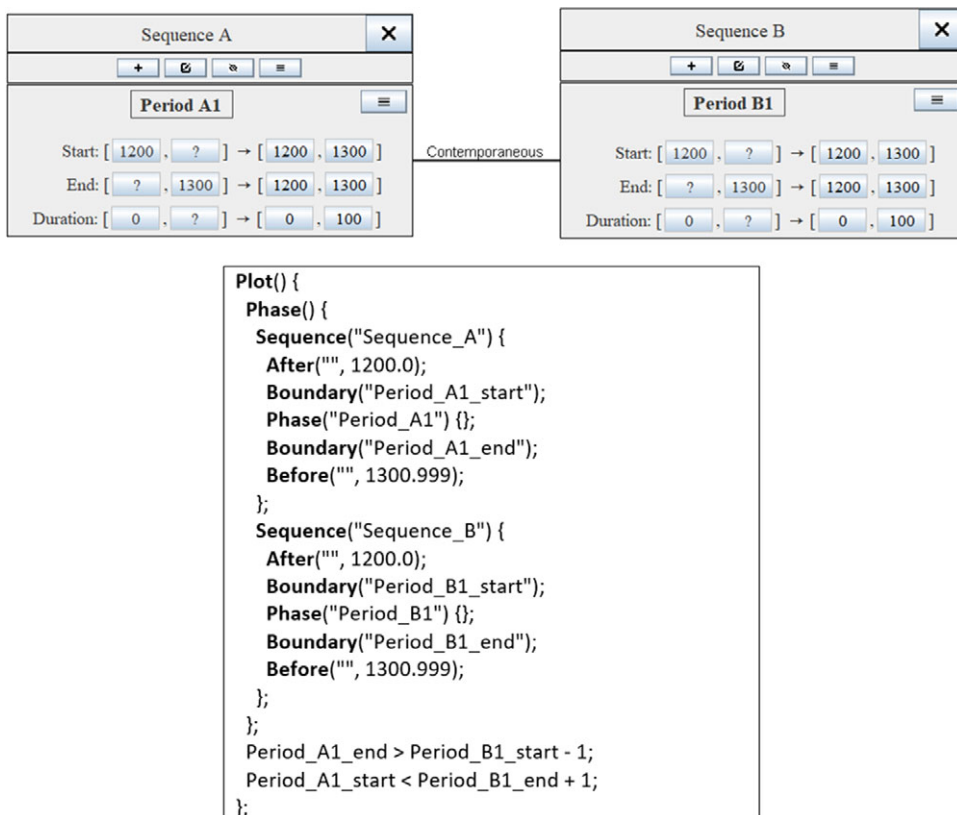 Sequence A
Period A1
Start: [ 1200 , ? ] → [ 1200 , 1300 ]
End: [ ? , 1300 ] → [ 1200 , 1300 ]
Duration: [ 0 , ? ] → [ 0 , 100 ]
Contemporaneous
Sequence B
Period B1
Start: [ 1200 , ? ] → [ 1200 , 1300 ]
End: [ ? , 1300 ] → [ 1200 , 1300 ]
Duration: [ 0 , ? ] → [ 0 , 100 ]
Plot() {
Phase() {
Sequence("Sequence_A") {
After("", 1200.0);
Boundary("Period_A1_start");
Phase("Period_A1") {};
Boundary("Period_A1_end");
Before("", 1300.999);
};
Sequence("Sequence_B") {
After("", 1200.0);
Boundary("Period_B1_start");
Phase("Period_B1") {};
Boundary("Period_B1_end");
Before("", 1300.999);
};
};
Period_A1_end > Period_B1_start - 1;
Period_A1_start < Period_B1_end + 1;
};